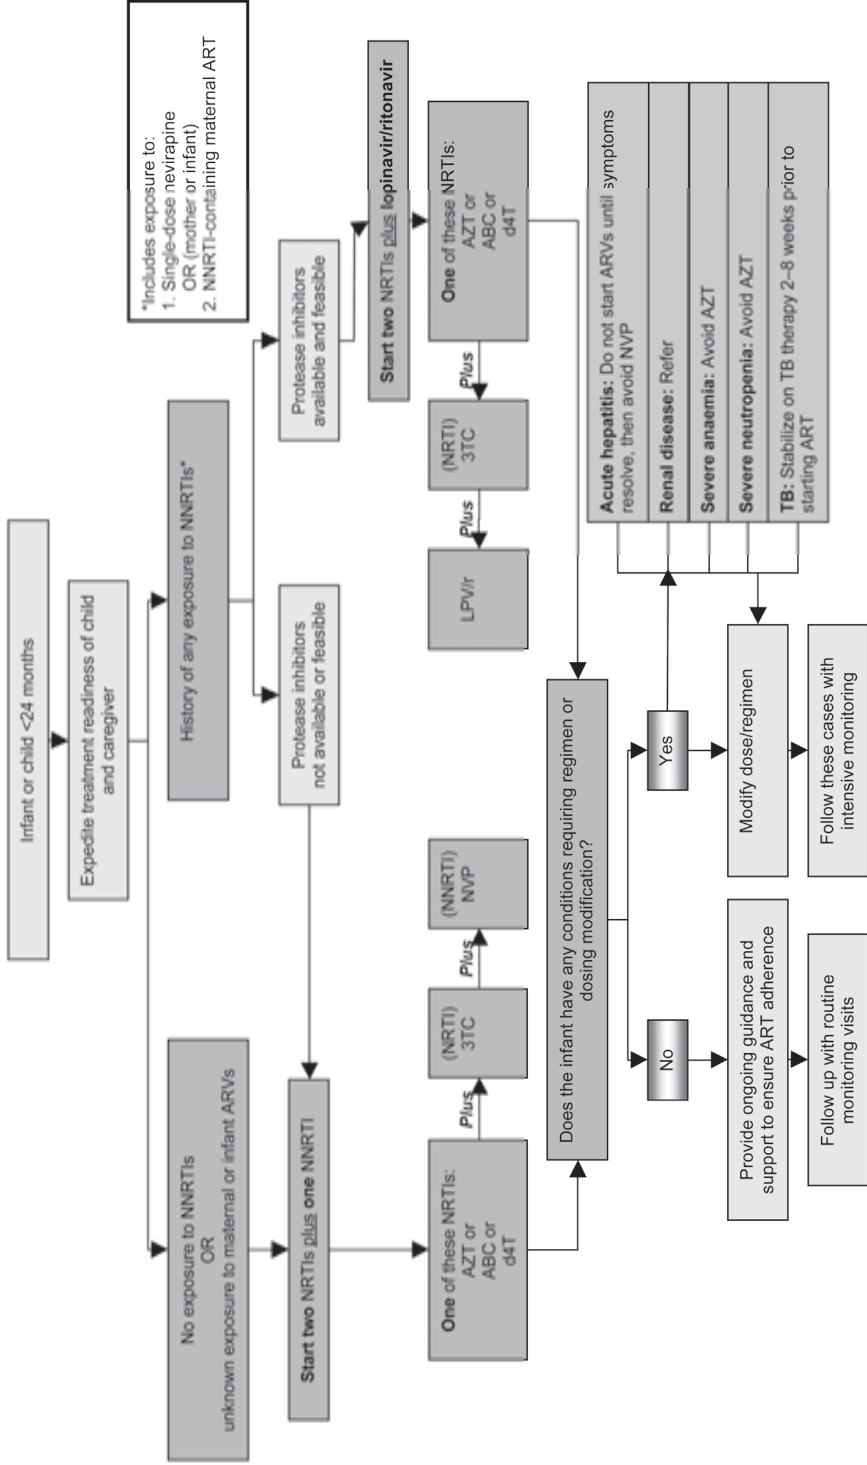 Infant or child <24 months
Expedite treatment readiness of child
and caregiver
*Includes exposure to:
1. Single-dose nevirapine
OR (mother or infant)
2. NNRTI-containing maternal ART
No exposure to NNRTIs
OR
unknown exposure to maternal or infant ARVs
History of any exposure to NNRTIs*
Protease inhibitors
not available or feasible
Protease inhibitors
available and feasible
Start two NRTIs plus one NNRTI
Start two NRTIs plus lopinavir/ritonavir
One of these NRTIs:
AZT or
ABC or
d4T
Plus
(NRTI)
3TC
Plus
(NNRTI)
NVP
LPV/r
Plus
(NRTI)
3TC
Plus
One of these NRTIs:
AZT or
ABC or
d4T
Does the infant have any conditions requiring regimen or
dosing modification?
No
Yes
Provide ongoing guidance and
support to ensure ART adherence
Follow up with routine
monitoring visits
Modify dose/regimen
Follow these cases with
intensive monitoring
Acute hepatitis: Do not start ARVs until symptoms
resolve, then avoid NVP
Renal disease: Refer
Severe anaemia: Avoid AZT
Severe neutropenia: Avoid AZT
TB: Stabilize on TB therapy 2–8 weeks prior to
starting ART